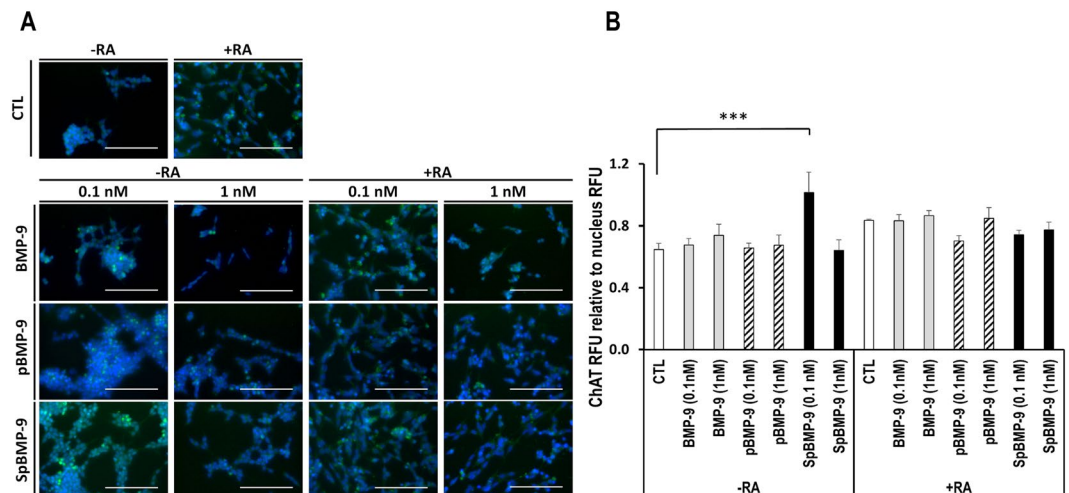 A
-RA
+RA
CTL
-RA
+RA
0.1 nM
1 nM
0.1 nM
1 nM
BMP-9
pBMP-9
SpBMP-9
B
***
ChAT RFU relative to nucleus RFU
1.2
0.8
0.4
0.0
CTL
BMP-9 (0.1nM)
BMP-9 (1nM)
pBMP-9 (0.1nM)
pBMP-9 (1nM)
SpBMP-9 (0.1 nM)
SpBMP-9 (1nM)
CTL
BMP-9 (0.1nM)
BMP-9 (1nM)
pBMP-9 (0.1nM)
pBMP-9 (1nM)
SpBMP-9 (0.1 nM)
SpBMP-9 (1nM)
-RA
+RA